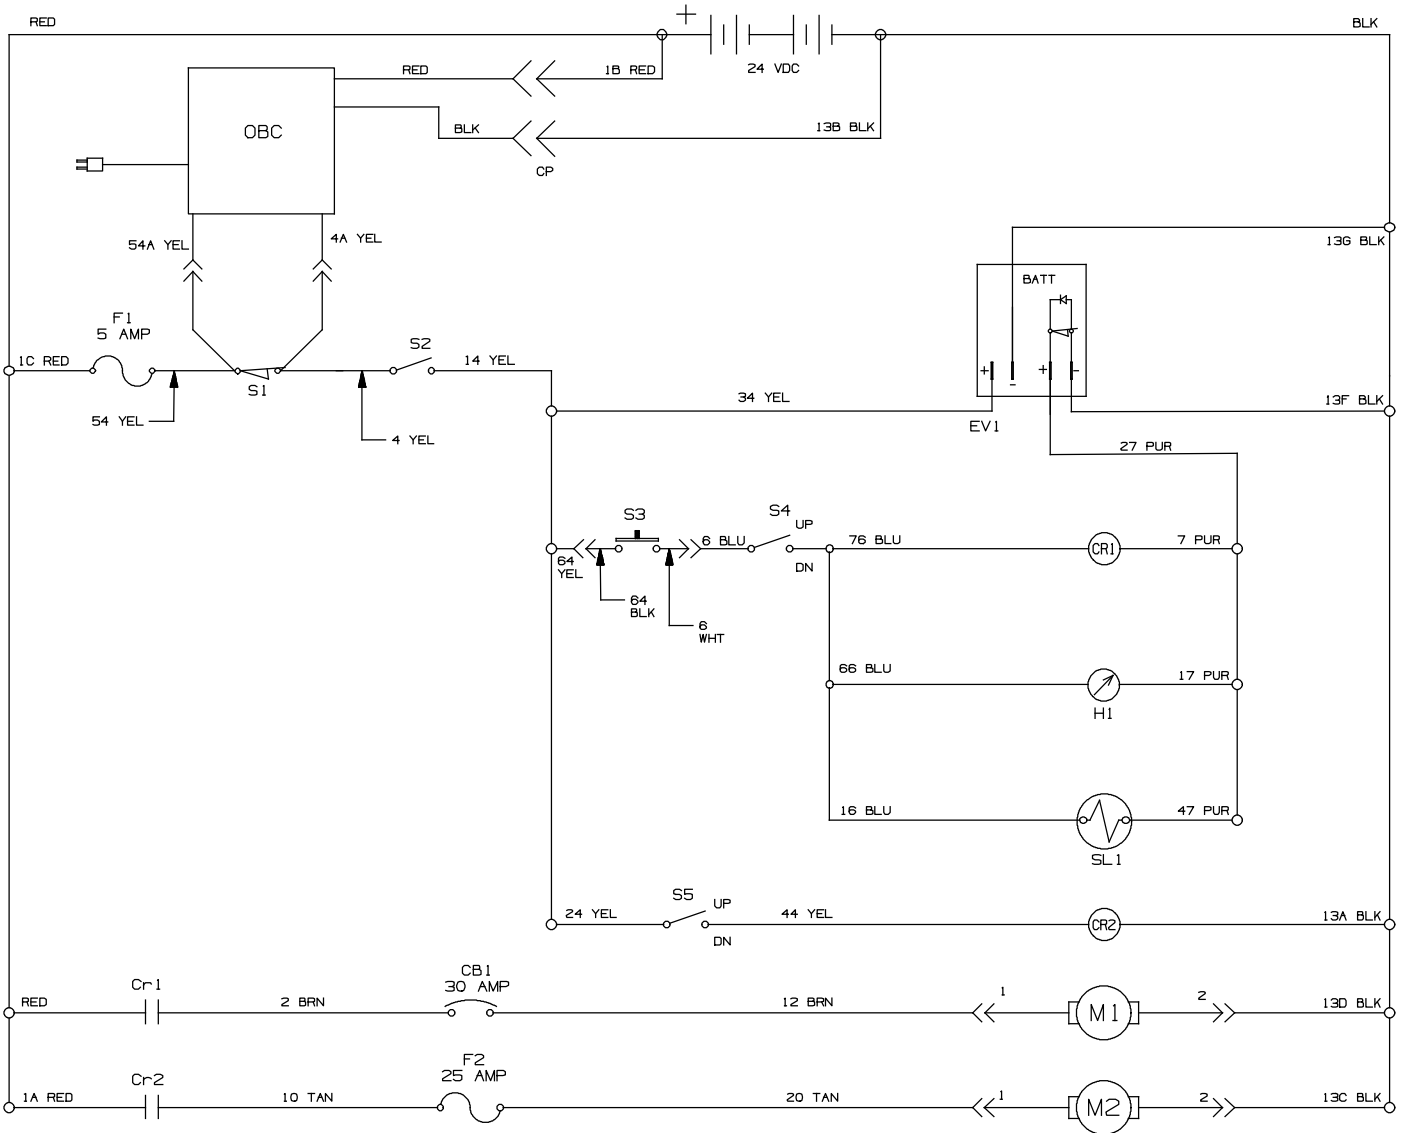 RED
+
BLK
24 VDC
RED
1B RED
OBC
BLK
13B BLK
CP
54A YEL
4A YEL
13G BLK
BATT
F1
5 AMP
S2
1C RED
14 YEL
S1
+
-
+
-
34 YEL
13F BLK
54 YEL
4 YEL
EV1
27 PUR
S3
S4
UP
6 BLU
76 BLU
CR1
7 PUR
64
YEL
DN
64
BLK
6
WHT
66 BLU
17 PUR
H1
16 BLU
47 PUR
SL1
S5
UP
24 YEL
44 YEL
CR2
13A BLK
DN
CB1
30 AMP
Cr1
RED
2 BRN
12 BRN
1
M1
2
13D BLK
F2
25 AMP
Cr2
1A RED
10 TAN
20 TAN
1
M2
2
13C BLK